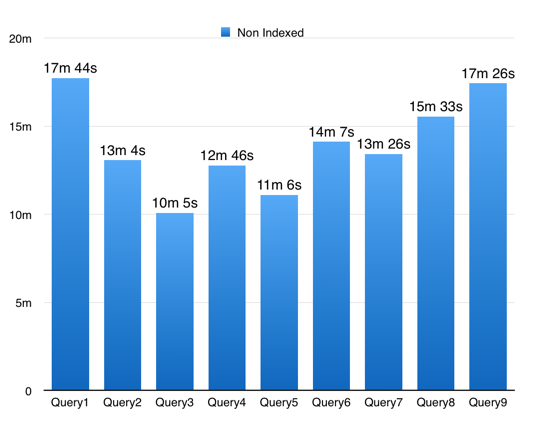 Non Indexed
20m
17m 44s
17m 26s
15m 33s
15m
14m 7s
13m 26s
13m 4s
12m 46s
11m 6s
10m 5s
10m
5m
0
Query1 Query2 Query3 Query4 Query5 Query6 Query7 Query8 Query9